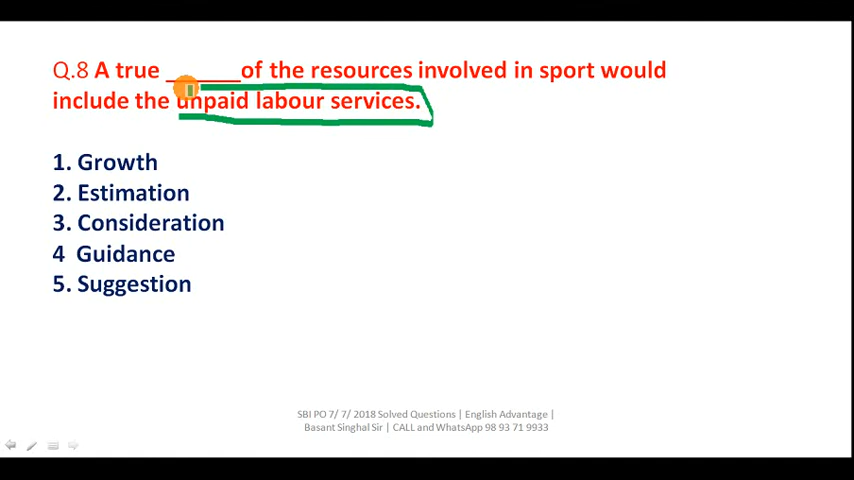 Q.8 A true ______of the resources involved in sport would
include the unpaid labour services.
1. Growth
2. Estimation
3. Consideration
4 Guidance
5. Suggestion
SBI PO 7/ 7/ 2018 Solved Questions | English Advantage |
Basant Singhal Sir | CALL and WhatsApp 98 93 71 9933